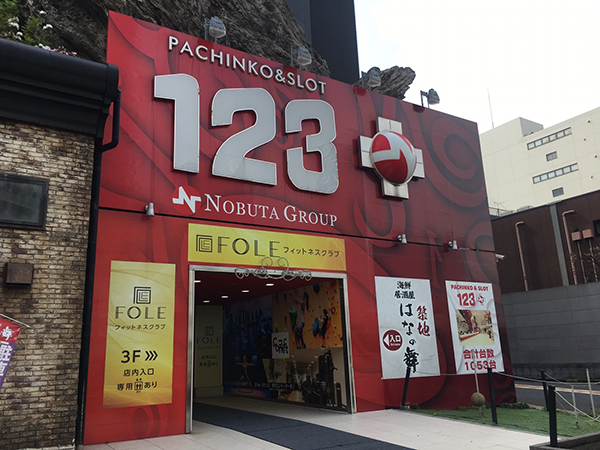 PACHINKO&SLOT
123
NOBUTA GROUP
FOLE フィットネスクラブ
FOLE
フィットネスクラブ
3F >>>
店内入口
専用 あり
海鮮
居酒屋
築地
はなの舞
入口
PACHINKO & SLOT
123
合計台数
1053台